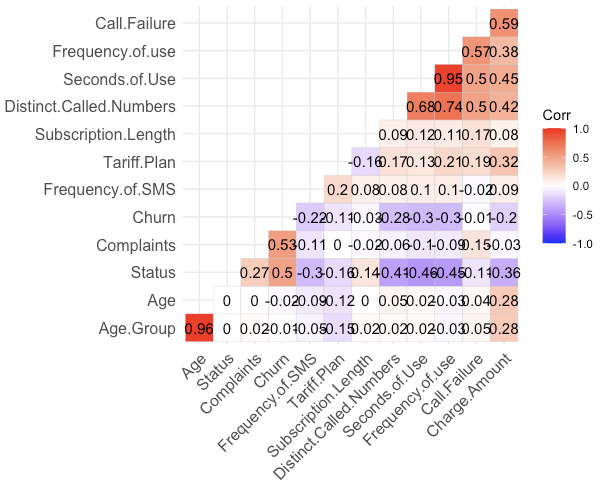 Call.Failure 0.59
Frequency.of.use 0.57 0.38
Seconds.of.Use 0.95 0.5 0.45
Distinct.Called.Numbers 0.68 0.74 0.5 0.42
Subscription.Length 0.09 0.12 0.11 0.17 0.08
Tariff.Plan -0.16 0.17 0.13 0.21 0.19 0.32
Frequency.of.SMS 0.2 0.08 0.08 0.1 0.1 -0.02 0.09
Churn -0.22 -0.11 -0.03 -0.28 -0.3 -0.3 -0.01 -0.2
Complaints 0.53 -0.11 0 -0.02 -0.06 -0.1 -0.09 0.15 -0.03
Status 0.27 0.5 -0.3 -0.16 0.14 -0.41 -0.46 -0.45 -0.11 -0.36
Age 0 0 -0.02 -0.09 -0.12 0 0.05 0.02 -0.03 0.04 0.28
Age.Group 0.96 0 0.02 -0.01 -0.05 -0.15 0.02 0.02 0.02 -0.03 0.05 0.28
Age
Status
Complaints
Churn
Frequency.of.SMS
Tariff.Plan
Subscription.Length
Distinct.Called.Numbers
Seconds.of.Use
Frequency.of.use
Call.Failure
Charge.Amount
Corr
1.0
0.5
0.0
-0.5
-1.0